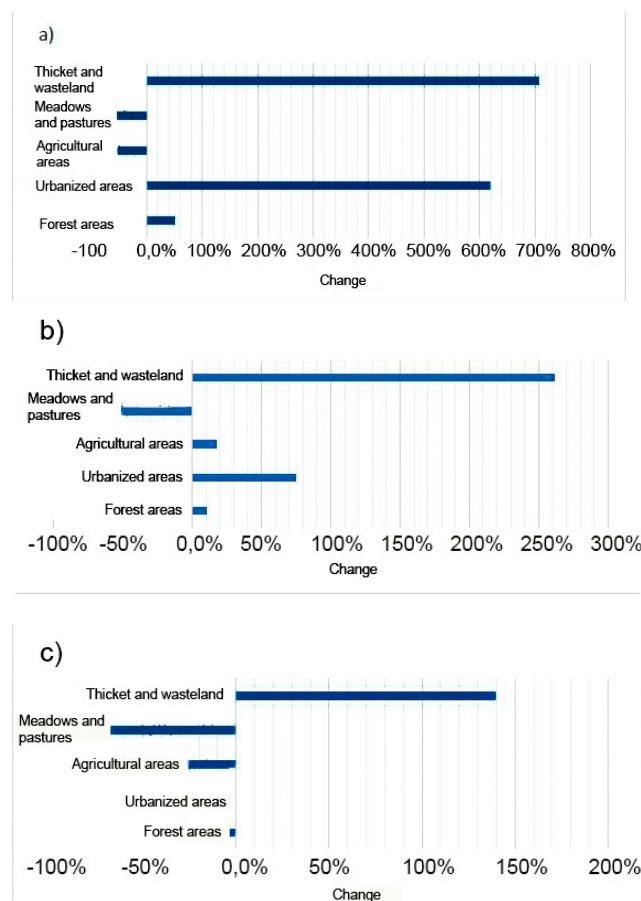 a)
Thicket and
wasteland
Meadows
and pastures
Agricultural
areas
Urbanized areas
Forest areas
-100 0,0% 100% 200% 300% 400% 500% 600% 700% 800%
Change
b)
Thicket and wasteland
Meadows and
pastures
Agricultural areas
Urbanized areas
Forest areas
-100% -50% 0,0% 50% 100% 150% 200% 250% 300%
Change
c)
Thicket and wasteland
Meadows and
pastures
Agricultural areas
Urbanized areas
Forest areas
-100% -50% 0,0% 50% 100% 150% 200%
Change